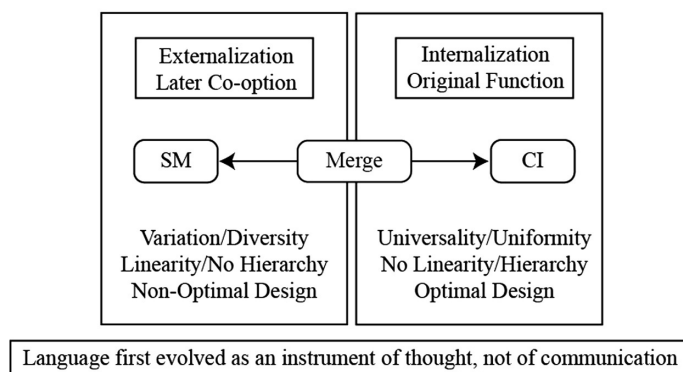 Externalization
Later Co-option
Internalization
Original Function
SM
Merge
CI
Variation/Diversity
Linearity/No Hierarchy
Non-Optimal Design
Universality/Uniformity
No Linearity/Hierarchy
Optimal Design
Language first evolved as an instrument of thought, not of communication